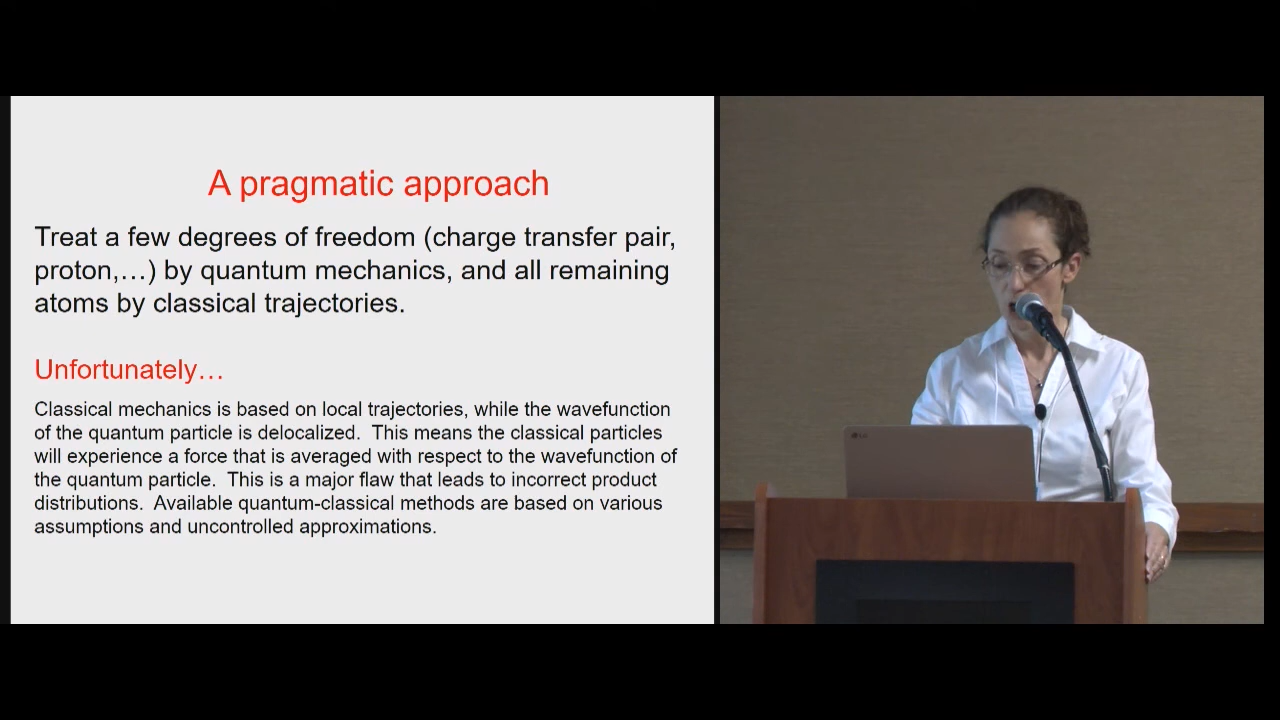 A pragmatic approach
Treat a few degrees of freedom (charge transfer pair,
proton,…) by quantum mechanics, and all remaining
atoms by classical trajectories.
Unfortunately…
Classical mechanics is based on local trajectories, while the wavefunction
of the quantum particle is delocalized.  This means the classical particles
will experience a force that is averaged with respect to the wavefunction of
the quantum particle.  This is a major flaw that leads to incorrect product
distributions.  Available quantum-classical methods are based on various
assumptions and uncontrolled approximations.
LG